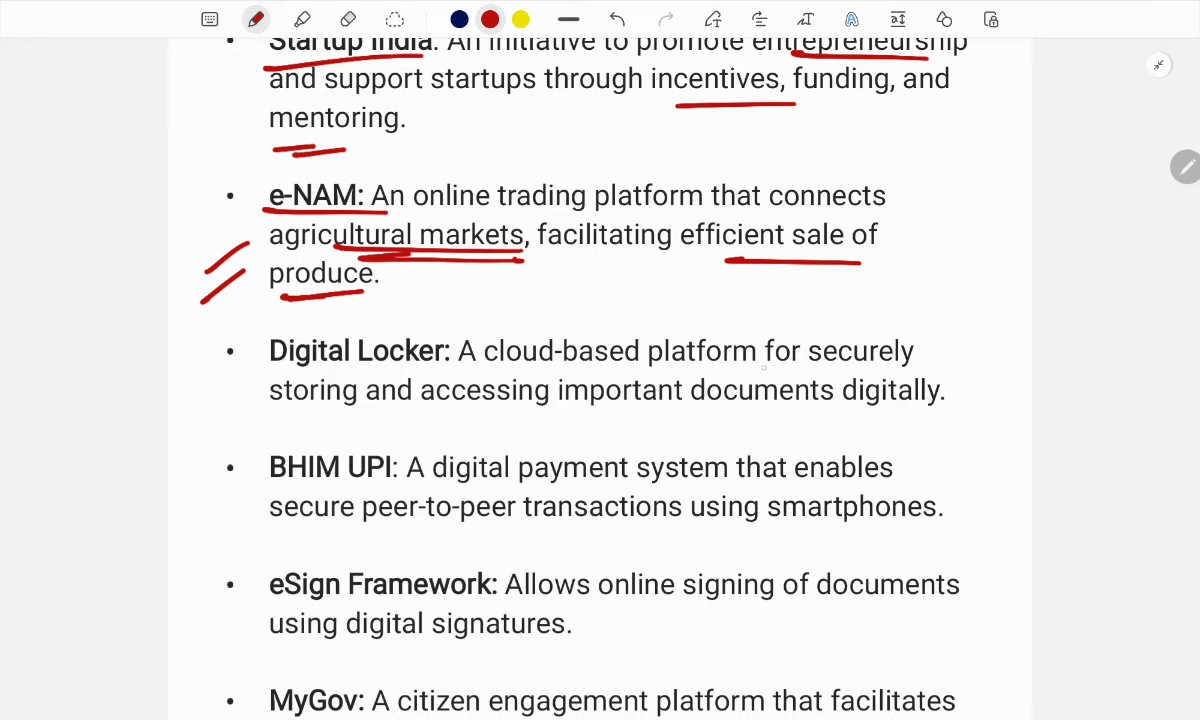 • Startup India: An initiative to promote entrepreneurship
and support startups through incentives, funding, and
mentoring.
• e-NAM: An online trading platform that connects
agricultural markets, facilitating efficient sale of
produce.
• Digital Locker: A cloud-based platform for securely
storing and accessing important documents digitally.
• BHIM UPI: A digital payment system that enables
secure peer-to-peer transactions using smartphones.
• eSign Framework: Allows online signing of documents
using digital signatures.
• MyGov: A citizen engagement platform that facilitates